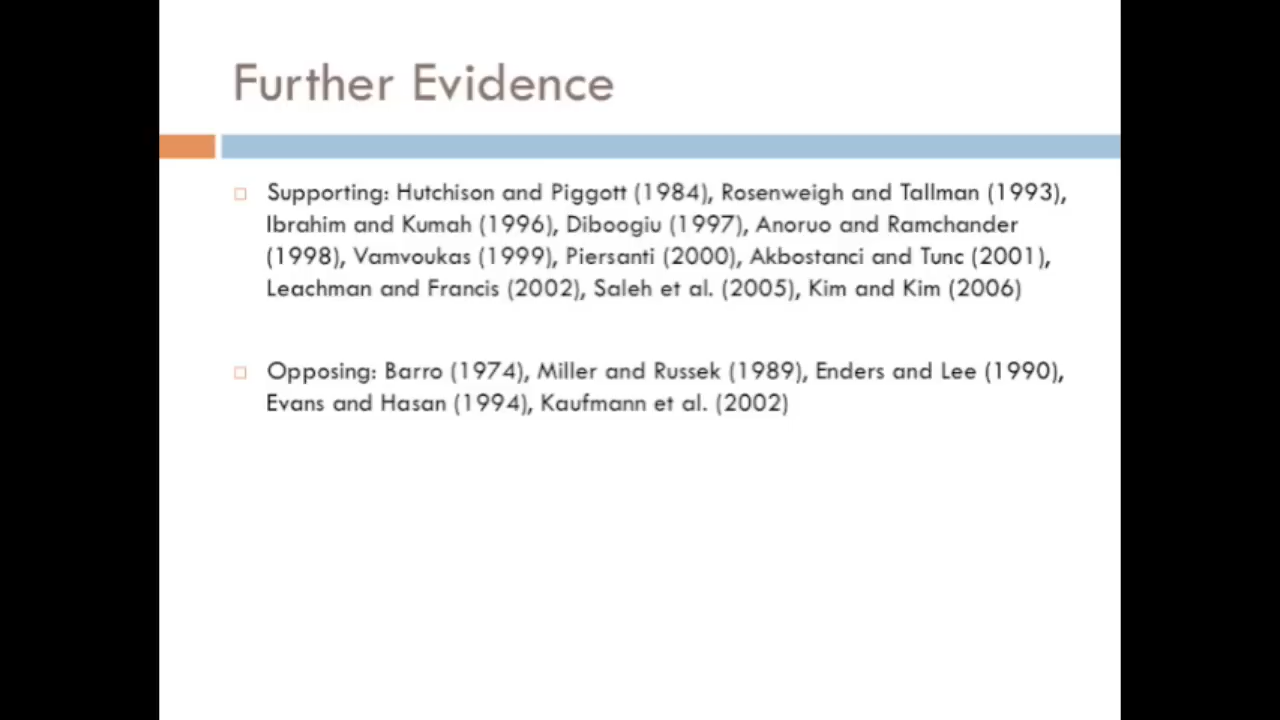 Further Evidence
Supporting: Hutchison and Piggott (1984), Rosenweigh and Tallman (1993),
Ibrahim and Kumah (1996), Diboogiu (1997), Anoruo and Ramchander
(1998), Vamvoukas (1999), Piersanti (2000), Akbostanci and Tunc (2001),
Leachman and Francis (2002), Saleh et al. (2005), Kim and Kim (2006)
Opposing: Barro (1974), Miller and Russek (1989), Enders and Lee (1990),
Evans and Hasan (1994), Kaufmann et al. (2002)